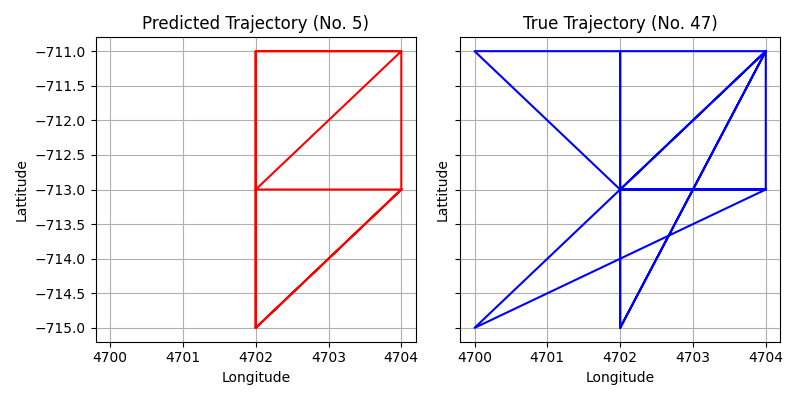 Predicted Trajectory (No. 5)
True Trajectory (No. 47)
Lattitude
−711.0
−711.5
−712.0
−712.5
−713.0
−713.5
−714.0
−714.5
−715.0
4700 4701 4702 4703 4704
Longitude
Lattitude
4700 4701 4702 4703 4704
Longitude